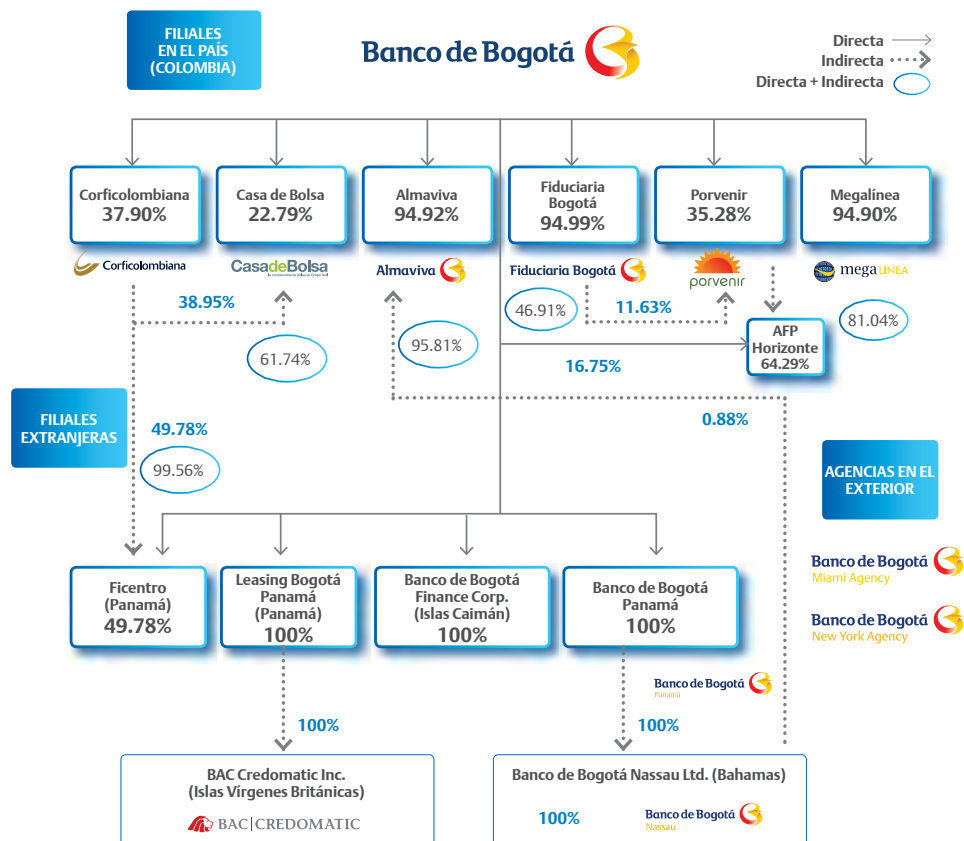 FILIALES
EN EL PAÍS
(COLOMBIA)
Banco de Bogotá
Directa
Indirecta
Directa + Indirecta
Corficolombiana
37.90%
Casa de Bolsa
22.79%
Almaviva
94.92%
Fiduciaria
Bogotá
94.99%
Porvenir
35.28%
Megalínea
94.90%
Corficolombiana
CasadeBolsa
Almaviva
Fiduciaria Bogotá
porvenir
megaLINEA
38.95%
61.74%
95.81%
46.91%
11.63%
16.75%
AFP
Horizonte
64.29%
81.04%
0.88%
FILIALES
EXTRANJERAS
49.78%
99.56%
AGENCIAS EN EL
EXTERIOR
Banco de Bogotá
Miami Agency
Banco de Bogotá
New York Agency
Ficentro
(Panamá)
49.78%
Leasing Bogotá
Panamá
(Panamá)
100%
Banco de Bogotá
Finance Corp.
(Islas Caimán)
100%
Banco de Bogotá
Panamá
100%
Banco de Bogotá
Panamá
100%
100%
BAC Credomatic Inc.
(Islas Vírgenes Británicas)
BAC|CREDOMATIC
Banco de Bogotá Nassau Ltd. (Bahamas)
100%
Banco de Bogotá
Nassau